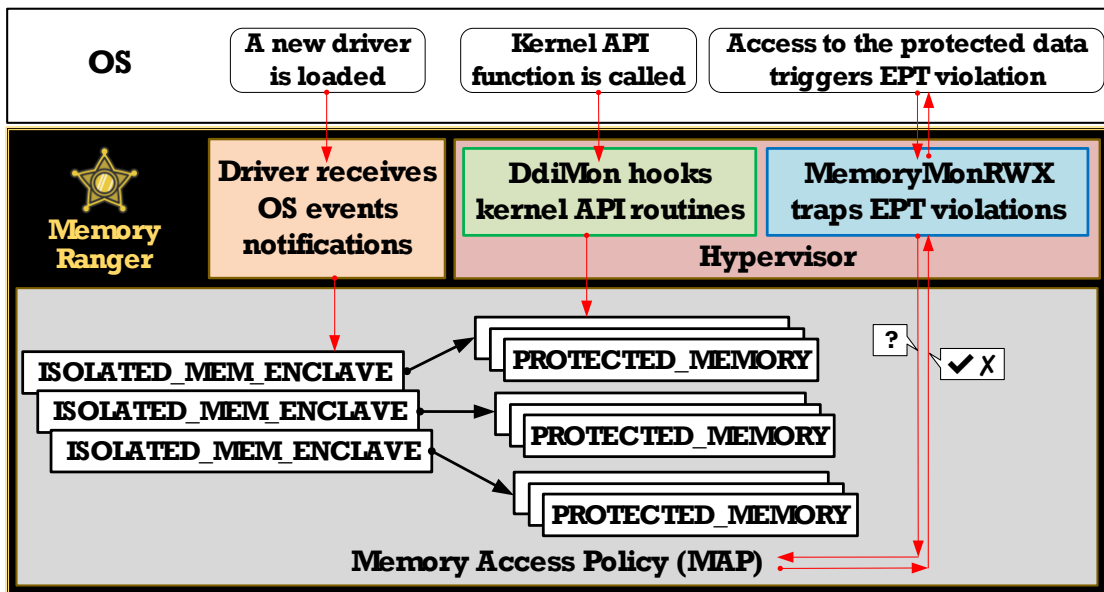 OS
A new driver
is loaded
Kernel API
function is called
Access to the protected data
triggers EPT violation
Memory
Ranger
Driver receives
OS events
notifications
DdiMon hooks
kernel API routines
MemoryMonRWX
traps EPT violations
Hypervisor
ISOLATED_MEM_ENCLAVE
ISOLATED_MEM_ENCLAVE
ISOLATED_MEM_ENCLAVE
PROTECTED_MEMORY
PROTECTED_MEMORY
PROTECTED_MEMORY
?
✔ ✗
Memory Access Policy (MAP)